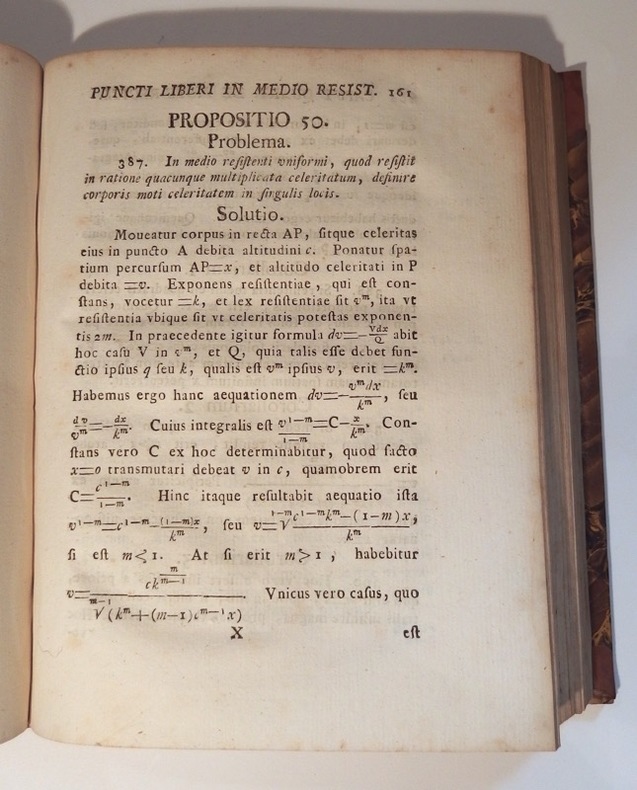 PUNCTI LIBERI IN MEDIO RESIST. 161
PROPOSITIO 50.
Problema.
387. In medio reſiſtenti vniformi, quod reſiſtit
in ratione quacunque multiplicata celeritatum, definire
corporis moti celeritatem in ſingulis locis.
Solutio.
Moueatur corpus in recta AP, ſitque celeritas
eius in puncto A debita altitudini c. Ponatur ſpa-
tium percurſum AP=x, et altitudo celeritati in P
debita =v. Exponens reſiſtentiae, qui eſt con-
ſtans, vocetur =k, et lex reſiſtentiae ſit v^m, ita vt
reſiſtentia vbique ſit vt celeritatis poteſtas exponen-
tis 2m. In praecedente igitur formula dv=-Vdx/Q abit
hoc caſu V in v^m, et Q, quia talis eſſe debet fun-
ctio ipſius q ſeu k, qualis eſt v^m ipſius v, erit =k^m.
Habemus ergo hanc aequationem dv=-v^m dx/k^m, ſeu
dv/v^m=-dx/k^m. Cuius integralis eſt v^{1-m}/(1-m)=C-x/k^m. Con-
ſtans vero C ex hoc determinabitur, quod facto
x=0 transmutari debeat v in c, quamobrem erit
C=c^{1-m}/(1-m). Hinc itaque reſultabit aequatio iſta
v^{1-m}=c^{1-m}-(1-m)x/k^m, ſeu v=^{1-m}√(c^{1-m}k^m-(1-m)x)/k^m,
ſi eſt m<1. At ſi erit m>1, habebitur
v=ck^{m/(m-1)}/^{m-1}√(k^m+(m-1)c^{m-1}x). Vnicus vero caſus, quo
X eſt